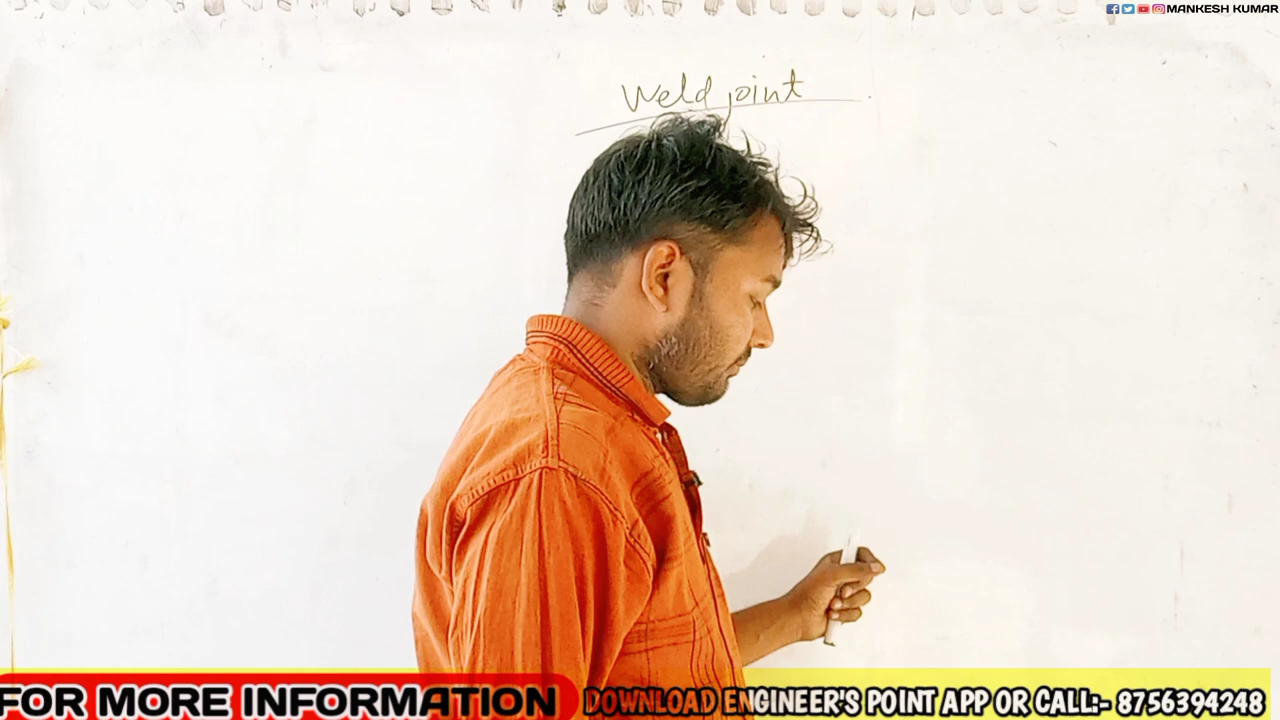 MANKESH KUMAR
Weld joint
FOR MORE INFORMATION DOWNLOAD ENGINEER'S POINT APP OR CALL:- 8756394248